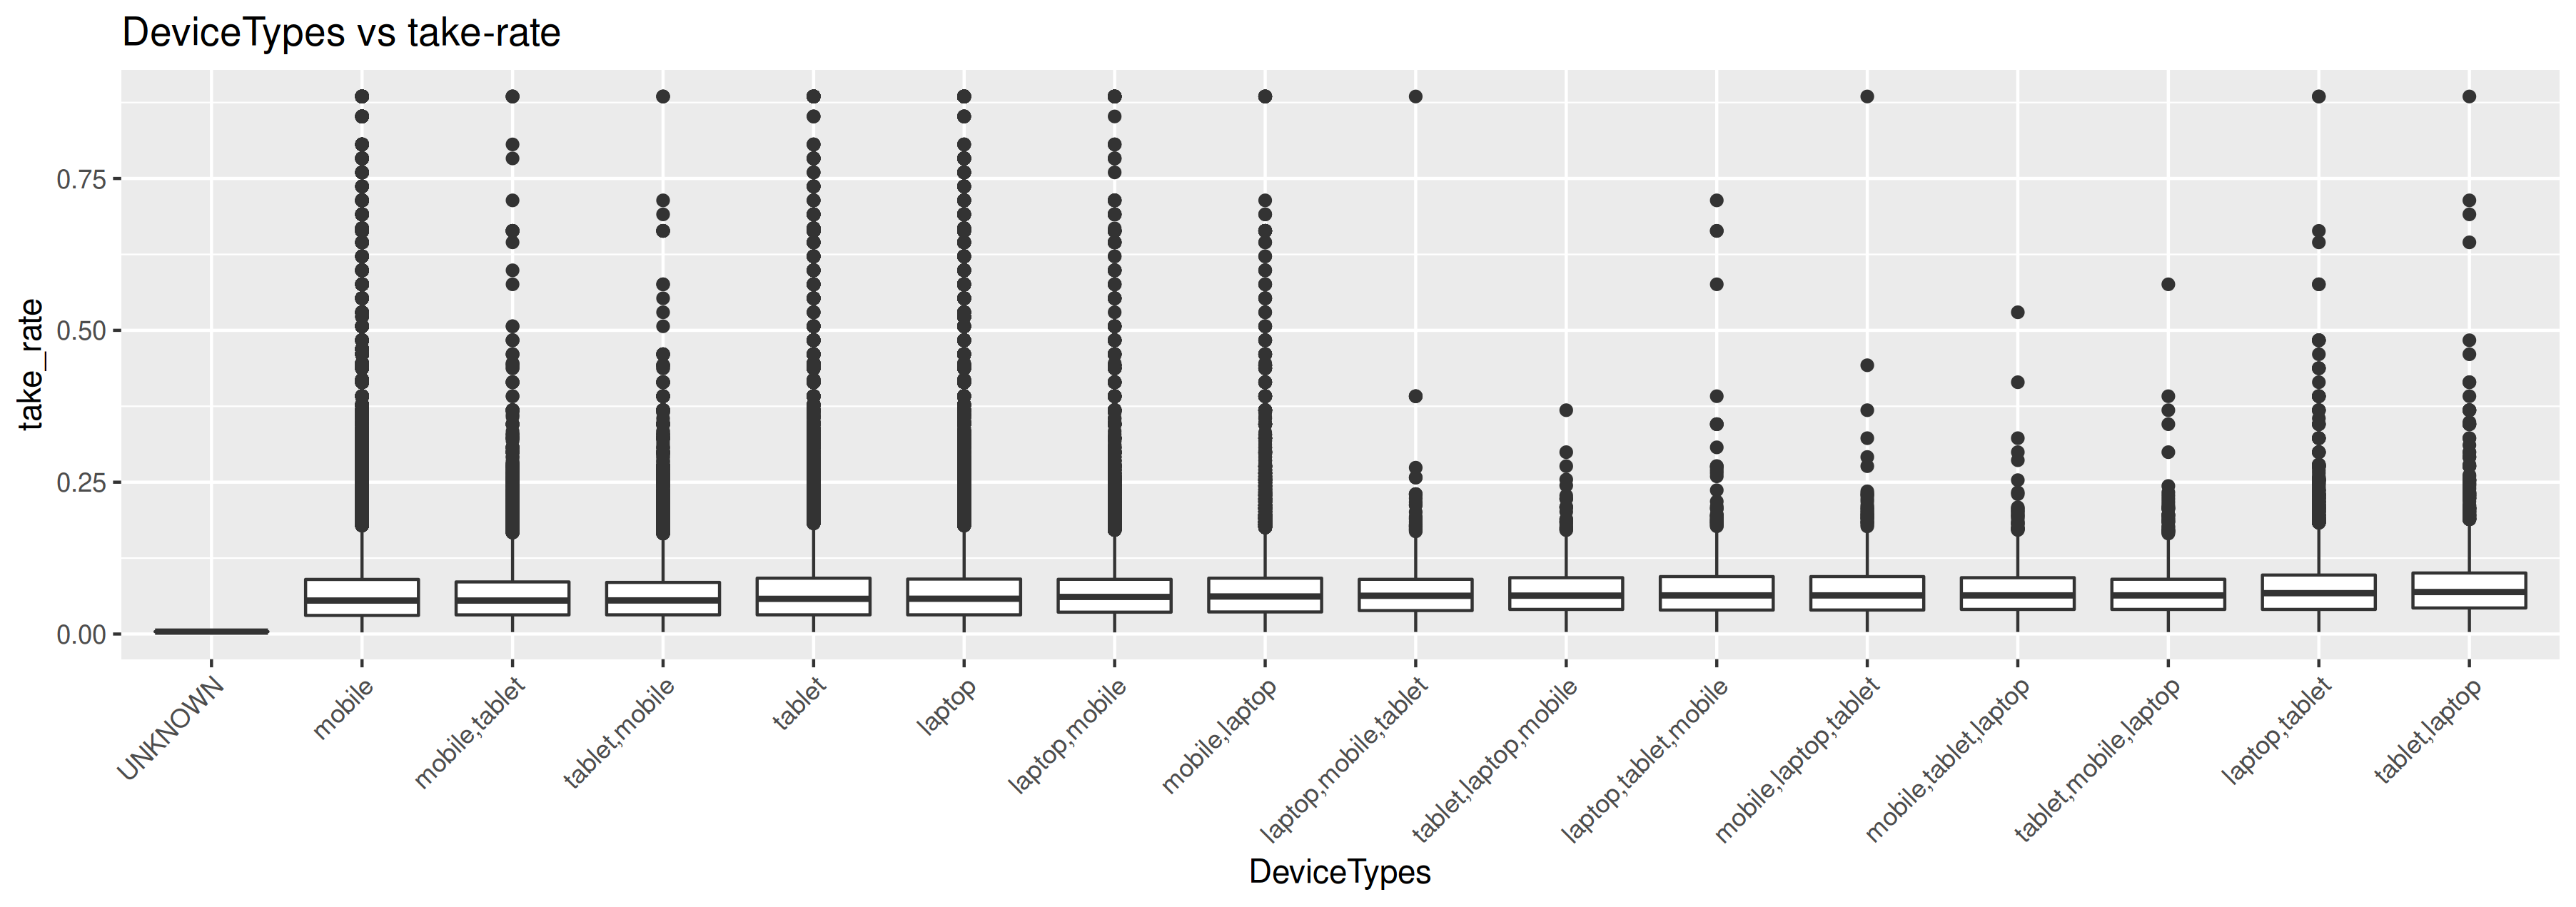 DeviceTypes vs take-rate
take_rate
0.75
0.50
0.25
0.00
UNKNOWN
mobile
mobile,tablet
tablet,mobile
tablet
laptop
laptop,mobile
mobile,laptop
laptop,mobile,tablet
tablet,laptop,mobile
laptop,tablet,mobile
mobile,laptop,tablet
mobile,tablet,laptop
tablet,mobile,laptop
laptop,tablet
tablet,laptop
DeviceTypes